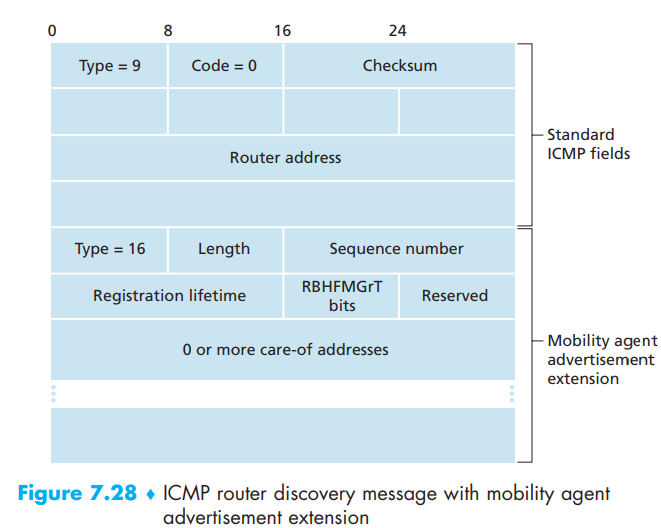 0 8 16 24
Type = 9 Code = 0 Checksum
Router address
Standard
ICMP fields
Type = 16 Length Sequence number
Registration lifetime RBHFMGrT
bits Reserved
0 or more care-of addresses
Mobility agent
advertisement
extension
Figure 7.28 ♦ ICMP router discovery message with mobility agent
advertisement extension